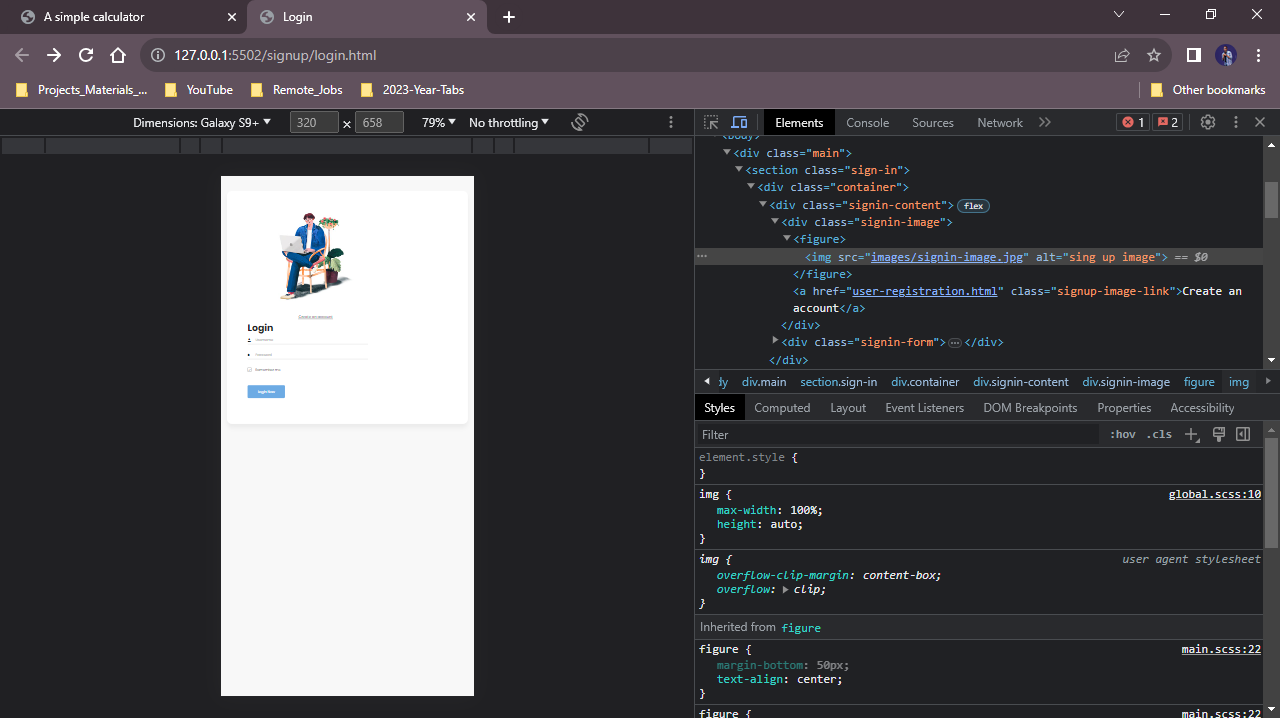 A simple calculator
Login
127.0.0.1:5502/signup/login.html
Projects_Materials_...
YouTube
Remote_Jobs
2023-Year-Tabs
Other bookmarks
Dimensions: Galaxy S9+
320 × 658
79%
No throttling
Elements
Console
Sources
Network
1
2
<body>
<div class="main">
<section class="sign-in">
<div class="container">
<div class="signin-content"> flex
<div class="signin-image">
<figure>
<img src="images/signin-image.jpg" alt="sing up image"> == $0
</figure>
<a href="user-registration.html" class="signup-image-link">Create an
account</a>
</div>
<div class="signin-form"> ... </div>
</div>
dy div.main section.sign-in div.container div.signin-content div.signin-image figure img
Styles
Computed
Layout
Event Listeners
DOM Breakpoints
Properties
Accessibility
Filter
:hov .cls
element.style {
}
img { global.scss:10
max-width: 100%;
height: auto;
}
img { user agent stylesheet
overflow-clip-margin: content-box;
overflow: clip;
}
Inherited from figure
figure { main.scss:22
margin-bottom: 50px;
text-align: center;
}
figure { main.scss:22
Create an account
Login
Username
Password
Remember me